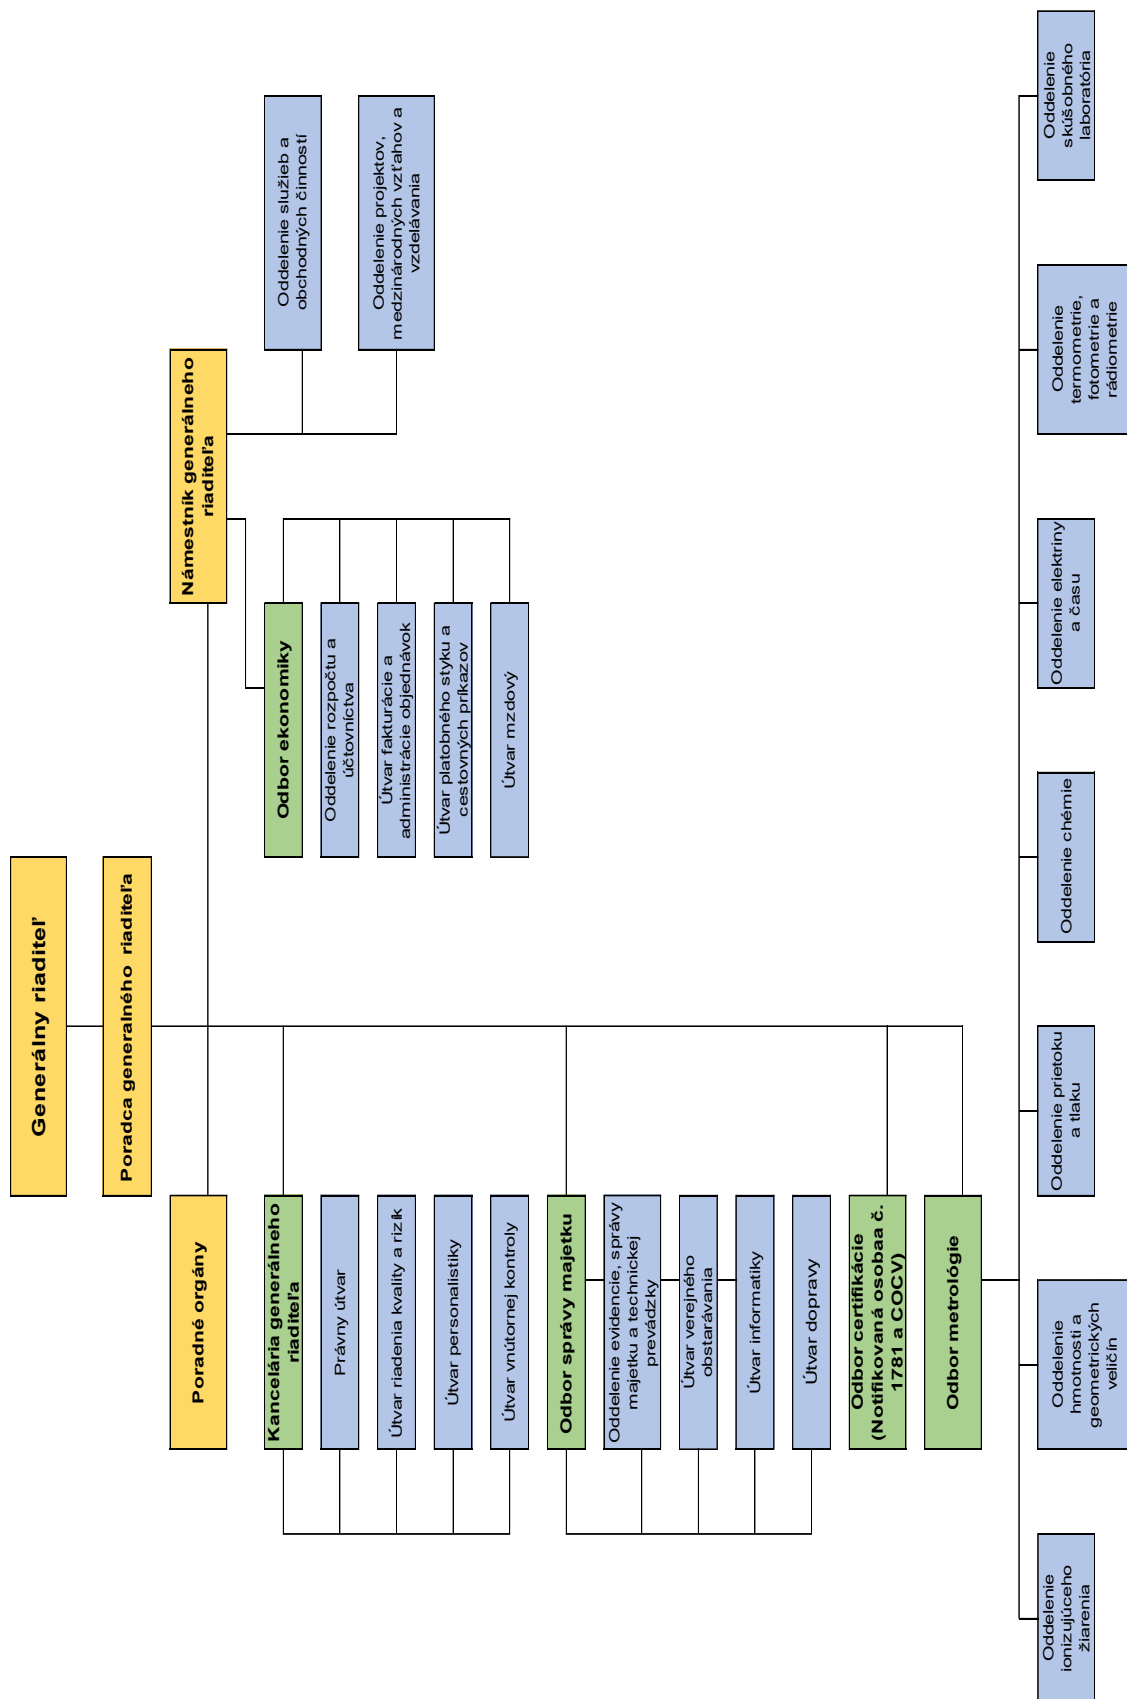 Generálny riaditeľ
Poradca generalného riaditeľa
Poradné orgány
Námestník generálneho
riaditeľa
Kancelária generálneho
riaditeľa
Právny útvar
Útvar riadenia kvality a rizík
Útvar personalistiky
Útvar vnútornej kontroly
Odbor správy majetku
Oddelenie evidencie, správy
majetku a technickej
prevádzky
Útvar verejného
obstarávania
Útvar informatiky
Útvar dopravy
Odbor certifikácie
(Notifikovaná osobaa č.
1781 a COCV)
Odbor metrológie
Odbor ekonomiky
Oddelenie rozpočtu a
účtovníctva
Útvar fakturácie a
administrácie objednávok
Útvar platobného styku a
cestovných príkazov
Útvar mzdový
Oddelenie služieb a
obchodných činností
Oddelenie projektov,
medzinárodných vzťahov a
vzdelávania
Oddelenie
ionizujúceho
žiarenia
Oddelenie
hmotnosti a
geometrických
veličín
Oddelenie prietoku
a tlaku
Oddelenie chémie
Oddelenie elektriny
a času
Oddelenie
termometrie,
fotometrie a
rádiometrie
Oddelenie
skúšobného
laboratória